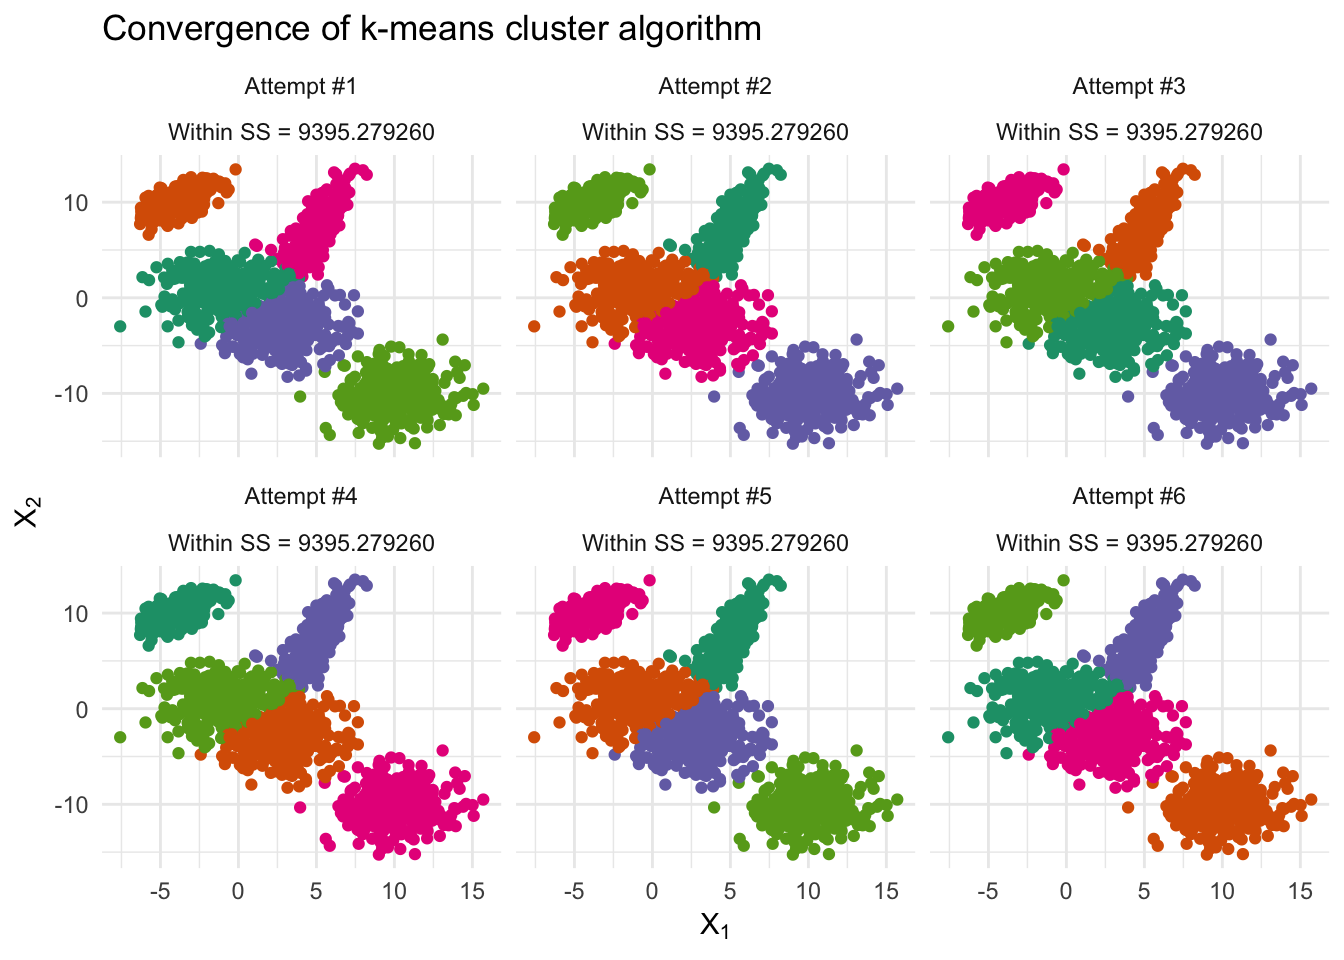 Convergence of k-means cluster algorithm
Attempt #1
Within SS = 9395.279260
Attempt #2
Within SS = 9395.279260
Attempt #3
Within SS = 9395.279260
10
0
-10
Attempt #4
Within SS = 9395.279260
Attempt #5
Within SS = 9395.279260
Attempt #6
Within SS = 9395.279260
10
0
-10
-5 0 5 10 15
-5 0 5 10 15
-5 0 5 10 15
X₁
X₂